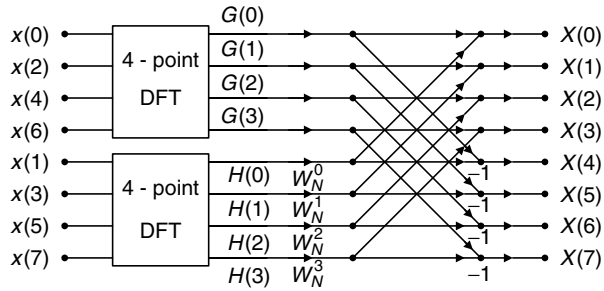 G(0)
x(0) X(0)
G(1)
x(2) 4 - point X(1)
G(2)
x(4) DFT X(2)
G(3)
x(6) X(3)
x(1) X(4)
H(0) W_N^0 −1
x(3) 4 - point X(5)
H(1) W_N^1 −1
x(5) DFT X(6)
H(2) W_N^2 −1
x(7) X(7)
H(3) W_N^3 −1